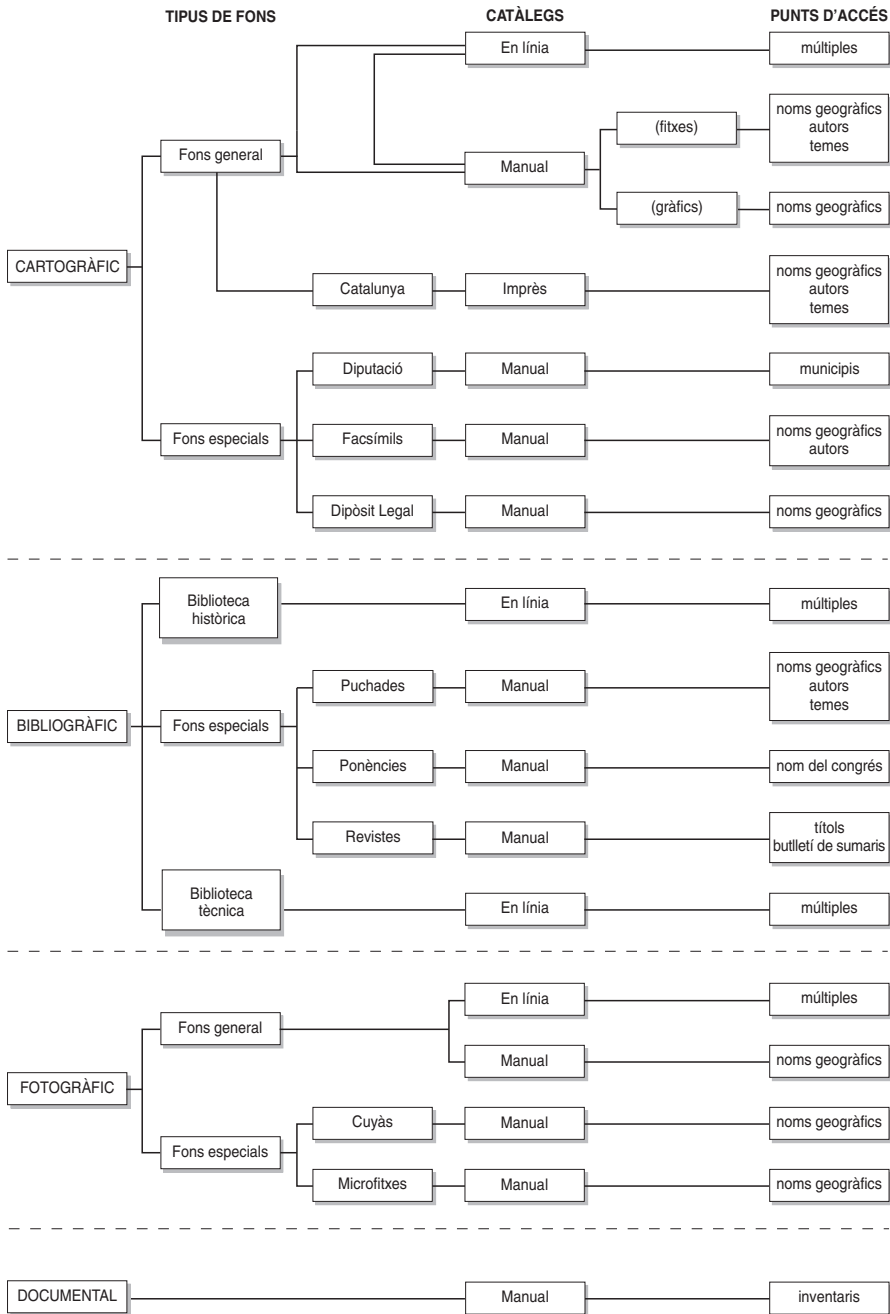 TIPUS DE FONS
CATÀLEGS
PUNTS D'ACCÉS
En línia
múltiples
Fons general
Manual
(fitxes)
noms geogràfics
autors
temes
(gràfics)
noms geogràfics
CARTOGRÀFIC
Catalunya
Imprès
noms geogràfics
autors
temes
Diputació
Manual
municipis
Fons especials
Facsímils
Manual
noms geogràfics
autors
Dipòsit Legal
Manual
noms geogràfics
Biblioteca
històrica
En línia
múltiples
Puchades
Manual
noms geogràfics
autors
temes
BIBLIOGRÀFIC
Fons especials
Ponències
Manual
nom del congrés
Revistes
Manual
títols
butlletí de sumaris
Biblioteca
tècnica
En línia
múltiples
En línia
múltiples
Fons general
Manual
noms geogràfics
FOTOGRÀFIC
Cuyàs
Manual
noms geogràfics
Fons especials
Microfitxes
Manual
noms geogràfics
DOCUMENTAL
Manual
inventaris